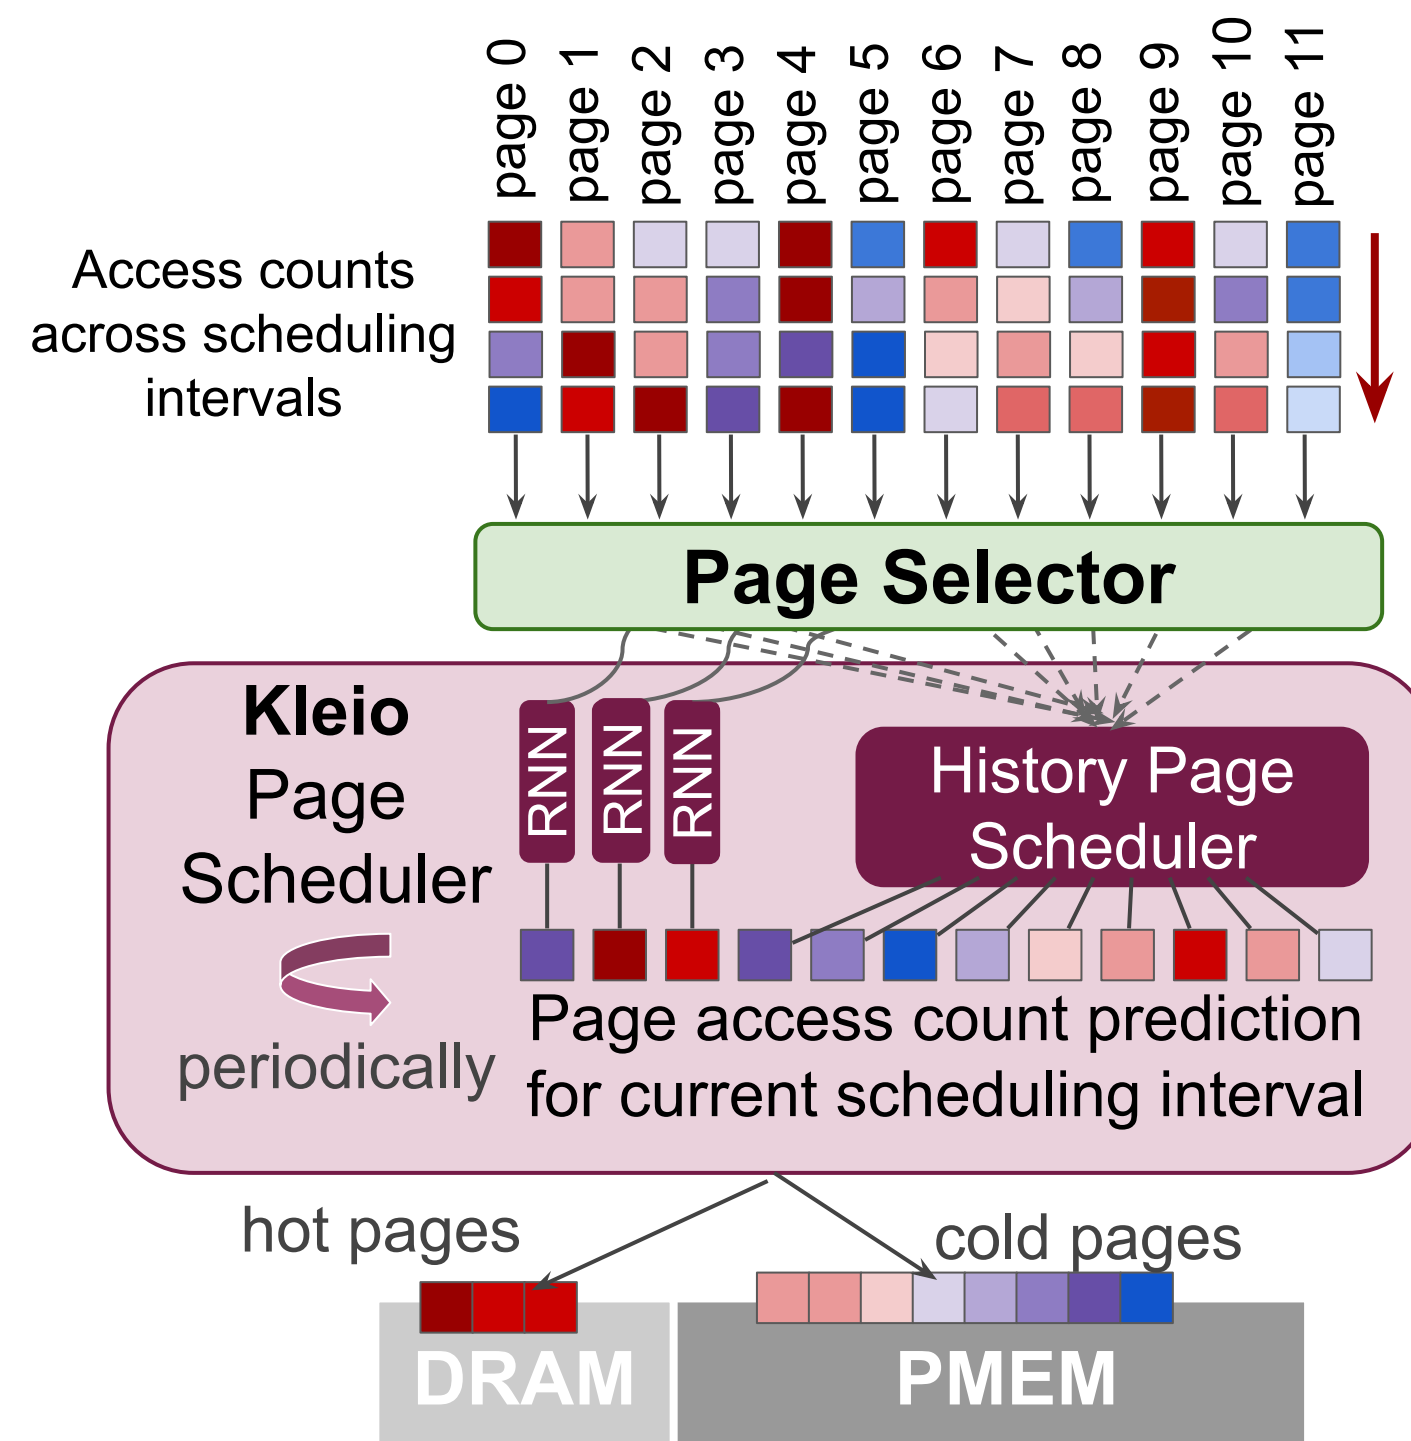 page 0
page 1
page 2
page 3
page 4
page 5
page 6
page 7
page 8
page 9
page 10
page 11
Access counts
across scheduling
intervals
Page Selector
Kleio
Page
Scheduler
periodically
RNN
RNN
RNN
History Page
Scheduler
Page access count prediction
for current scheduling interval
hot pages
cold pages
DRAM
PMEM